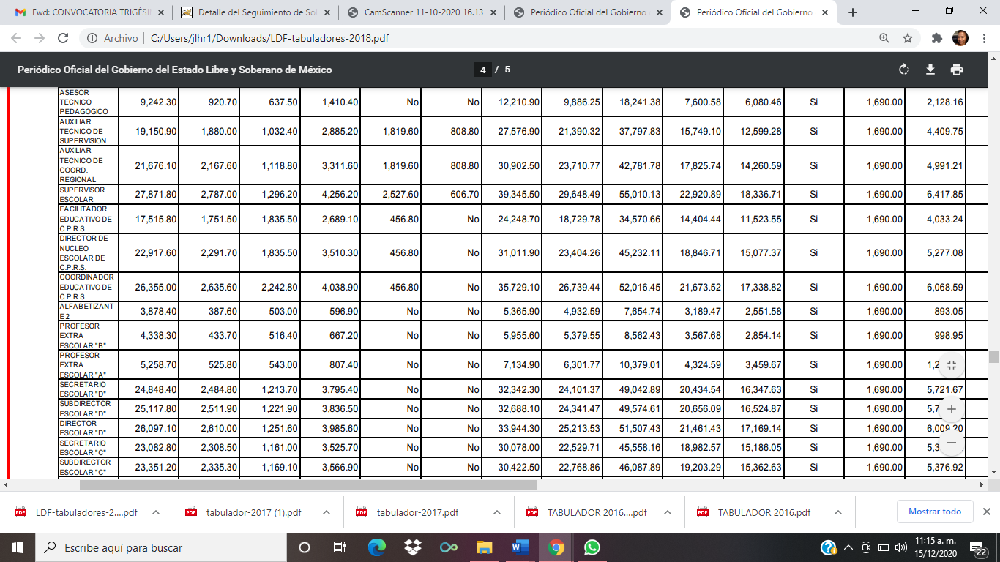 Fwd: CONVOCATORIA TRIGÉSI
Detalle del Seguimiento de So
CamScanner 11-10-2020 16.13
Periódico Oficial del Gobierno
Periódico Oficial del Gobierno
Archivo | C:/Users/jlhr1/Downloads/LDF-tabuladores-2018.pdf
Periódico Oficial del Gobierno del Estado Libre y Soberano de México 4 / 5
ASESOR
TECNICO
PEDAGOGICO
9,242.30 920.70 637.50 1,410.40 No No 12,210.90 9,886.25 18,241.38 7,600.58 6,080.46 Si 1,690.00 2,128.16
AUXILIAR
TECNICO DE
SUPERVISION
19,150.90 1,880.00 1,032.40 2,885.20 1,819.60 808.80 27,576.90 21,390.32 37,797.83 15,749.10 12,599.28 Si 1,690.00 4,409.75
AUXILIAR
TECNICO DE
COORD.
REGIONAL
21,676.10 2,167.60 1,118.80 3,311.60 1,819.60 808.80 30,902.50 23,710.77 42,781.78 17,825.74 14,260.59 Si 1,690.00 4,991.21
SUPERVISOR
ESCOLAR
27,871.80 2,787.00 1,296.20 4,256.20 2,527.60 606.70 39,345.50 29,648.49 55,010.13 22,920.89 18,336.71 Si 1,690.00 6,417.85
FACILITADOR
EDUCATIVO DE
C.P.R.S.
17,515.80 1,751.50 1,835.50 2,689.10 456.80 No 24,248.70 18,729.78 34,570.66 14,404.44 11,523.55 Si 1,690.00 4,033.24
DIRECTOR DE
NUCLEO
ESCOLAR DE
C.P.R.S.
22,917.60 2,291.70 1,835.50 3,510.30 456.80 No 31,011.90 23,404.26 45,232.11 18,846.71 15,077.37 Si 1,690.00 5,277.08
COORDINADOR
EDUCATIVO DE
C.P.R.S.
26,355.00 2,635.60 2,242.80 4,038.90 456.80 No 35,729.10 26,739.44 52,016.45 21,673.52 17,338.82 Si 1,690.00 6,068.59
ALFABETIZANT
E 2
3,878.40 387.60 503.00 596.90 No No 5,365.90 4,932.59 7,654.74 3,189.47 2,551.58 Si 1,690.00 893.05
PROFESOR
EXTRA
ESCOLAR "B"
4,338.30 433.70 516.40 667.20 No No 5,955.60 5,379.55 8,562.43 3,567.68 2,854.14 Si 1,690.00 998.95
PROFESOR
EXTRA
ESCOLAR "A"
5,258.70 525.80 543.00 807.40 No No 7,134.90 6,301.77 10,379.01 4,324.59 3,459.67 Si 1,690.00
SECRETARIO
ESCOLAR "D"
24,848.40 2,484.80 1,213.70 3,795.40 No No 32,342.30 24,101.37 49,042.89 20,434.54 16,347.63 Si 1,690.00 5,721.67
SUBDIRECTOR
ESCOLAR "D"
25,117.80 2,511.90 1,221.90 3,836.50 No No 32,688.10 24,341.47 49,574.61 20,656.09 16,524.87 Si 1,690.00
DIRECTOR
ESCOLAR "D"
26,097.10 2,610.00 1,251.60 3,985.60 No No 33,944.30 25,213.53 51,507.43 21,461.43 17,169.14 Si 1,690.00 6,009.20
SECRETARIO
ESCOLAR "C"
23,082.80 2,308.50 1,161.00 3,525.70 No No 30,078.00 22,529.71 45,558.16 18,982.57 15,186.05 Si 1,690.00
SUBDIRECTOR
ESCOLAR "C"
23,351.20 2,335.30 1,169.10 3,566.90 No No 30,422.50 22,768.86 46,087.89 19,203.29 15,362.63 Si 1,690.00 5,376.92
LDF-tabuladores-2....pdf
tabulador-2017 (1).pdf
tabulador-2017.pdf
TABULADOR 2016....pdf
TABULADOR 2016.pdf
Mostrar todo
Escribe aquí para buscar
11:15 a. m.
15/12/2020
22